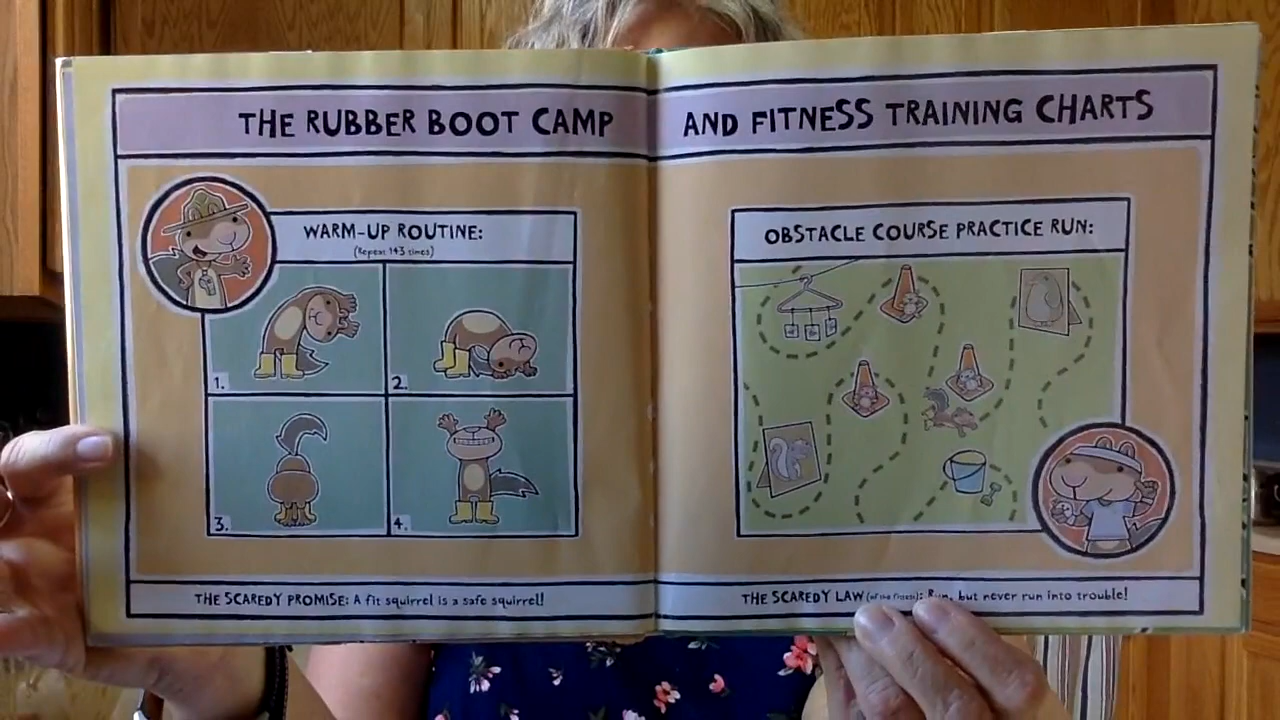 THE RUBBER BOOT CAMP AND FITNESS TRAINING CHARTS
WARM-UP ROUTINE:
(Repeat 143 times)
1.
2.
3.
4.
THE SCAREDY PROMISE: A fit squirrel is a safe squirrel!
OBSTACLE COURSE PRACTICE RUN:
THE SCAREDY LAW (of the fittest): Run, but never run into trouble!